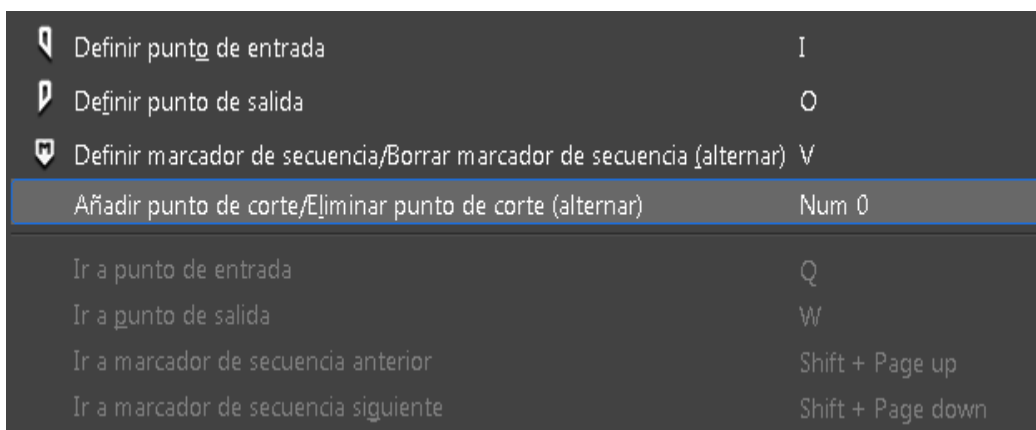 Definir punto de entrada I
Definir punto de salida O
Definir marcador de secuencia/Borrar marcador de secuencia (alternar) V
Añadir punto de corte/Eliminar punto de corte (alternar) Num 0
Ir a punto de entrada Q
Ir a punto de salida W
Ir a marcador de secuencia anterior Shift + Page up
Ir a marcador de secuencia siguiente Shift + Page down